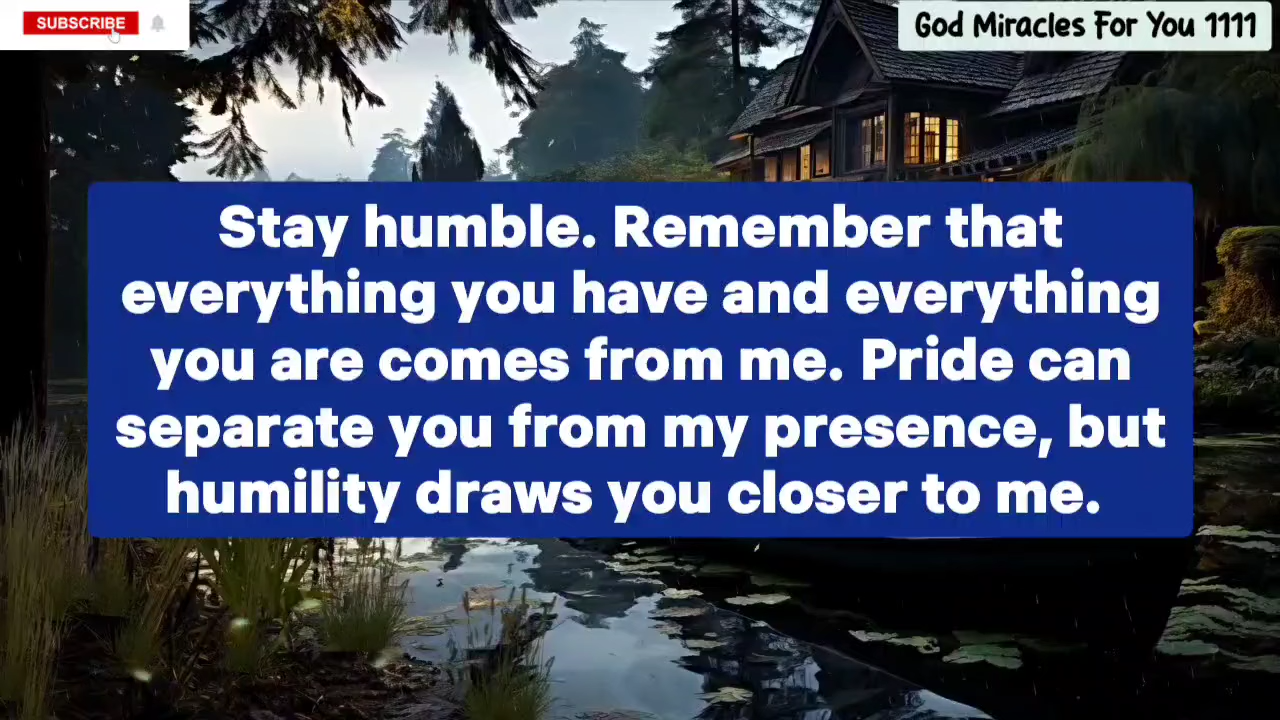 SUBSCRIBE
God Miracles For You 1111
Stay humble. Remember that
everything you have and everything
you are comes from me. Pride can
separate you from my presence, but
humility draws you closer to me.